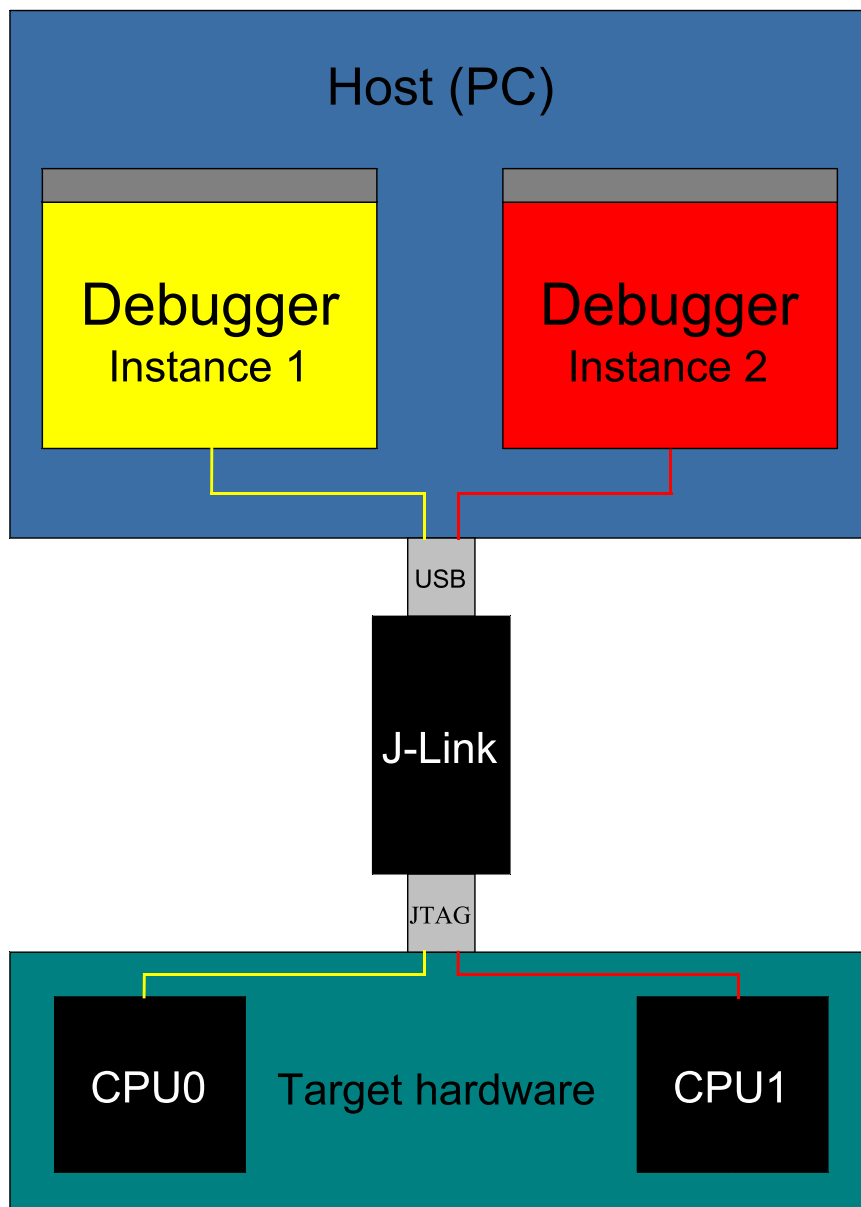 Host (PC)
Debugger
Instance 1
Debugger
Instance 2
USB
J-Link
JTAG
CPU0
Target hardware
CPU1